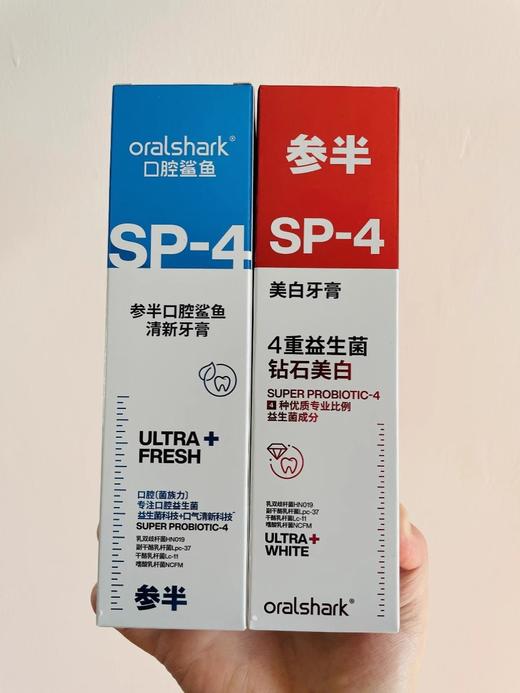 oralshark®
口腔鲨鱼
SP-4
参半口腔鲨鱼
清新牙膏
ULTRA +
FRESH
口腔〔菌族力〕
专注口腔益生菌
益生菌科技+口气清新科技
SUPER PROBIOTIC-4
乳双歧杆菌HN019
副干酪乳杆菌Lpc-37
干酪乳杆菌Lc-11
嗜酸乳杆菌NCFM
参半
参半
SP-4
美白牙膏
4重益生菌
钻石美白
SUPER PROBIOTIC-4
4 种优质专业比例
益生菌成分
乳双歧杆菌HN019
副干酪乳杆菌Lpc-37
干酪乳杆菌Lc-11
嗜酸乳杆菌NCFM
ULTRA+
WHITE
oralshark®